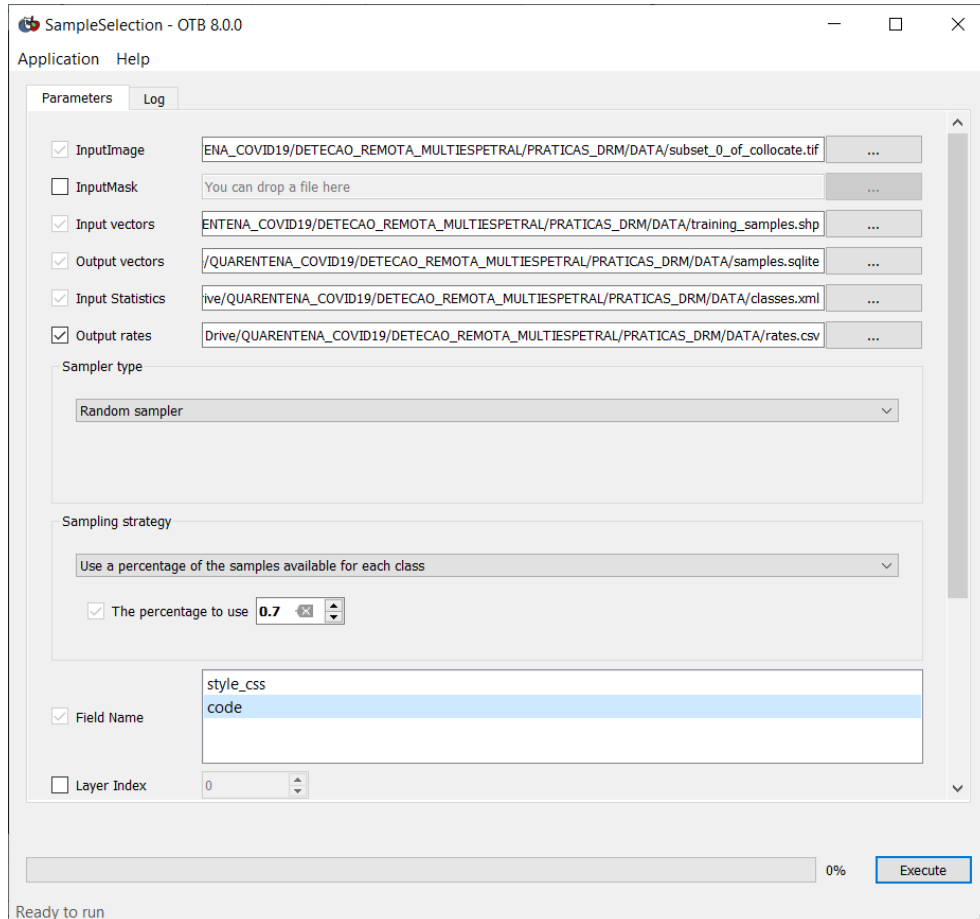 SampleSelection - OTB 8.0.0
Application Help
Parameters Log
InputImage ENA_COVID19/DETECAO_REMOTA_MULTIESPETRAL/PRATICAS_DRM/DATA/subset_0_of_collocate.tif ...
InputMask You can drop a file here ...
Input vectors ENTENA_COVID19/DETECAO_REMOTA_MULTIESPETRAL/PRATICAS_DRM/DATA/training_samples.shp ...
Output vectors /QUARENTENA_COVID19/DETECAO_REMOTA_MULTIESPETRAL/PRATICAS_DRM/DATA/samples.sqlite ...
Input Statistics rive/QUARENTENA_COVID19/DETECAO_REMOTA_MULTIESPETRAL/PRATICAS_DRM/DATA/classes.xml ...
Output rates Drive/QUARENTENA_COVID19/DETECAO_REMOTA_MULTIESPETRAL/PRATICAS_DRM/DATA/rates.csv ...
Sampler type
Random sampler
Sampling strategy
Use a percentage of the samples available for each class
The percentage to use 0.7
style_css
code
Field Name
Layer Index 0
0% Execute
Ready to run